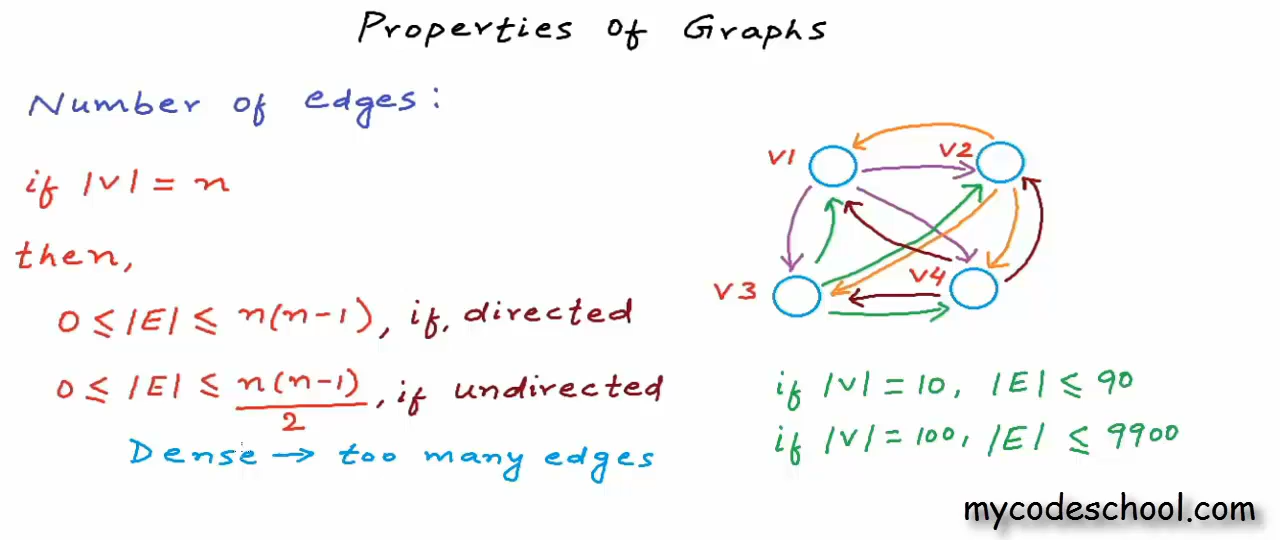 Properties of Graphs
Number of edges:
if |V| = n
then,
0 ≤ |E| ≤ n(n-1), if, directed
0 ≤ |E| ≤ n(n-1)/2, if undirected
Dense → too many edges
v1
v2
v3
v4
if |V| = 10, |E| ≤ 90
if |V| = 100, |E| ≤ 9900
mycodeschool.com